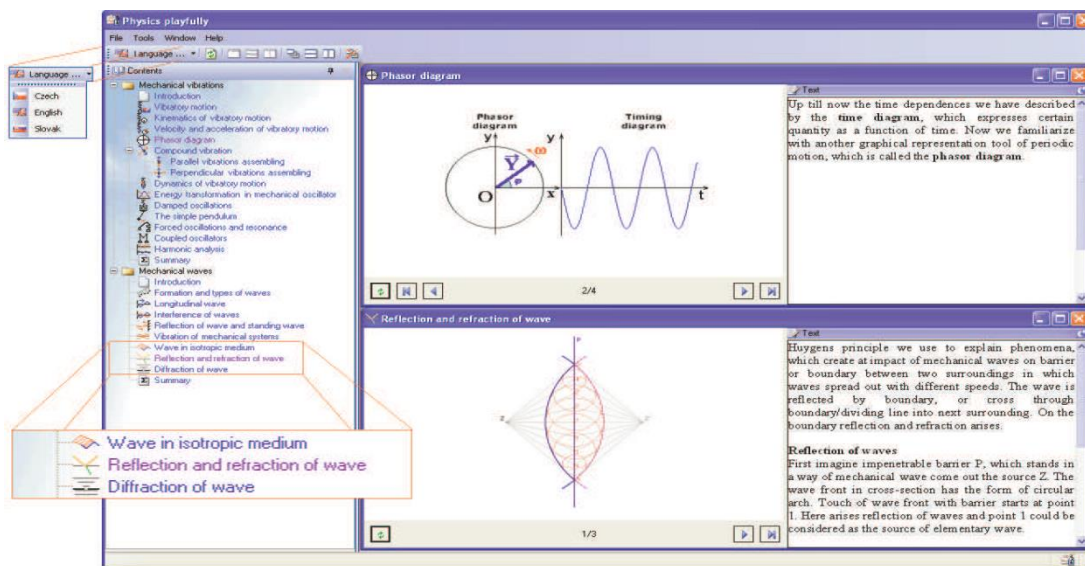 Physics playfully
File Tools Window Help
Language ...
Language ...
Czech
English
Slovak
Contents
Mechanical vibrations
Introduction
Vibratory motion
Kinematics of vibratory motion
Velocity and acceleration of vibratory motion
Phasor diagram
Compound vibration
Parallel vibrations assembling
Perpendicular vibrations assembling
Dynamics of vibratory motion
Energy transformation in mechanical oscillator
Damped oscillations
The simple pendulum
Forced oscillations and resonance
Coupled oscillators
Harmonic analysis
Summary
Mechanical waves
Introduction
Formation and types of waves
Longitudinal wave
Interference of waves
Reflection of wave and standing wave
Vibration of mechanical systems
Wave in isotropic medium
Reflection and refraction of wave
Diffraction of wave
Summary
Wave in isotropic medium
Reflection and refraction of wave
Diffraction of wave
Phasor diagram
Phasor diagram
Timing diagram
y
ω
y
Y
φ
O
x
t
2/4
Text
Up till now the time dependences we have described
by the time diagram, which expresses certain
quantity as a function of time. Now we familiarize
with another graphical representation tool of periodic
motion, which is called the phasor diagram.
Reflection and refraction of wave
P
Z
1/3
Text
Huygens principle we use to explain phenomena,
which create at impact of mechanical waves on barrier
or boundary between two surroundings in which
waves spread out with different speeds. The wave is
reflected by boundary, or cross through
boundary/dividing line into next surrounding. On the
boundary reflection and refraction arises.
Reflection of waves
First imagine impenetrable barrier P, which stands in
a way of mechanical wave come out the source Z. The
wave front in cross-section has the form of circular
arch. Touch of wave front with barrier starts at point
1. Here arises reflection of waves and point 1 could be
considered as the source of elementary wave.